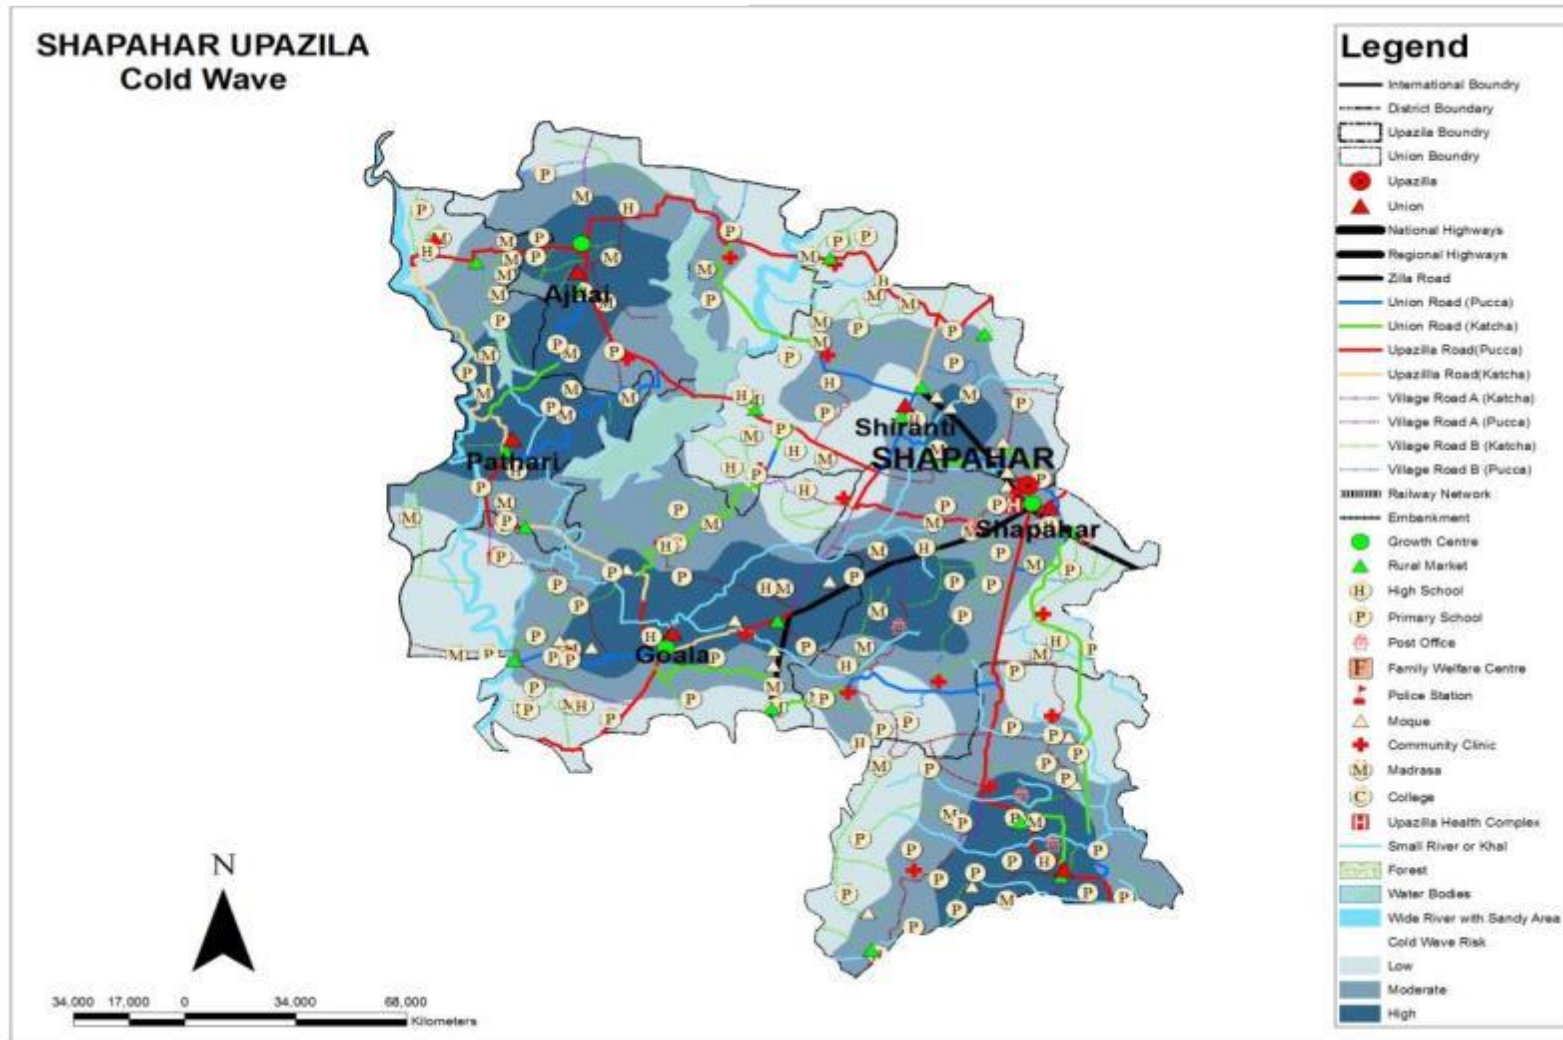 SHAPAHAR UPAZILA
Cold Wave
Legend
International Boundry
District Boundary
Upazila Boundry
Union Boundry
Upazilla
Union
National Highways
Regional Highways
Zilla Road
Union Road (Pucca)
Union Road (Katcha)
Upazilla Road(Pucca)
Upazillla Road(Katcha)
Village Road A (Katcha)
Village Road A (Pucca)
Village Road B (Katcha)
Village Road B (Pucca)
Railway Network
Embankment
Growth Centre
Rural Market
H High School
P Primary School
Post Office
F Family Welfare Centre
Police Station
Moque
Community Clinic
M Madrasa
C College
H Upazilla Health Complex
Small River or Khal
Forest
Water Bodies
Wide River with Sandy Area
Cold Wave Risk
Low
Moderate
High
Ajhai
Shiranti
SHAPAHAR
Pathari
Shapahar
Goala
N
34,000 17,000 0 34,000 68,000
Kilometers